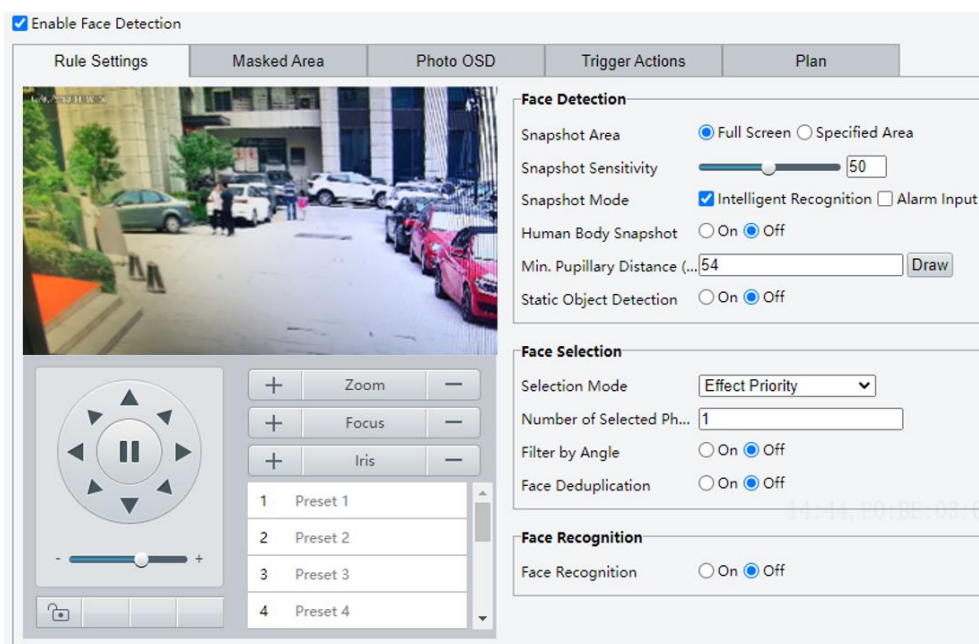 Enable Face Detection
Rule Settings
Masked Area
Photo OSD
Trigger Actions
Plan
Face Detection
Snapshot Area
Full Screen
Specified Area
Snapshot Sensitivity
50
Snapshot Mode
Intelligent Recognition
Alarm Input
Human Body Snapshot
On
Off
Min. Pupillary Distance (...
54
Draw
Static Object Detection
On
Off
Face Selection
Selection Mode
Effect Priority
Number of Selected Ph...
1
Filter by Angle
On
Off
Face Deduplication
On
Off
Face Recognition
Face Recognition
On
Off
+ Zoom −
+ Focus −
+ Iris −
1 Preset 1
2 Preset 2
3 Preset 3
4 Preset 4
- +